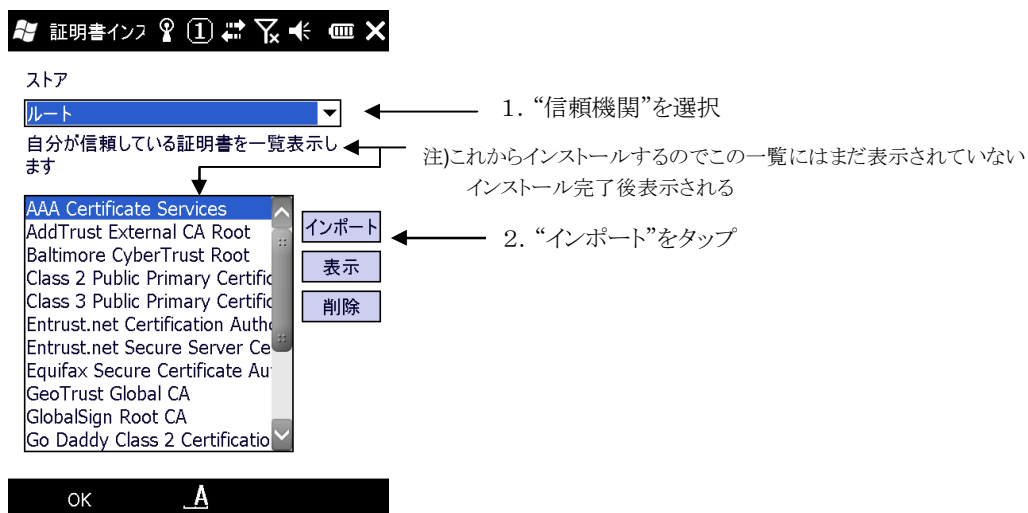 証明書インス
ストア
ルート
1. “信頼機関”を選択
自分が信頼している証明書を一覧表示し
ます
注)これからインストールするのでこの一覧にはまだ表示されていない
インストール完了後表示される
AAA Certificate Services
AddTrust External CA Root
Baltimore CyberTrust Root
Class 2 Public Primary Certific
Class 3 Public Primary Certific
Entrust.net Certification Autho
Entrust.net Secure Server Ce
Equifax Secure Certificate Au
GeoTrust Global CA
GlobalSign Root CA
Go Daddy Class 2 Certificatio
インポート
2. “インポート”をタップ
表示
削除
OK
A